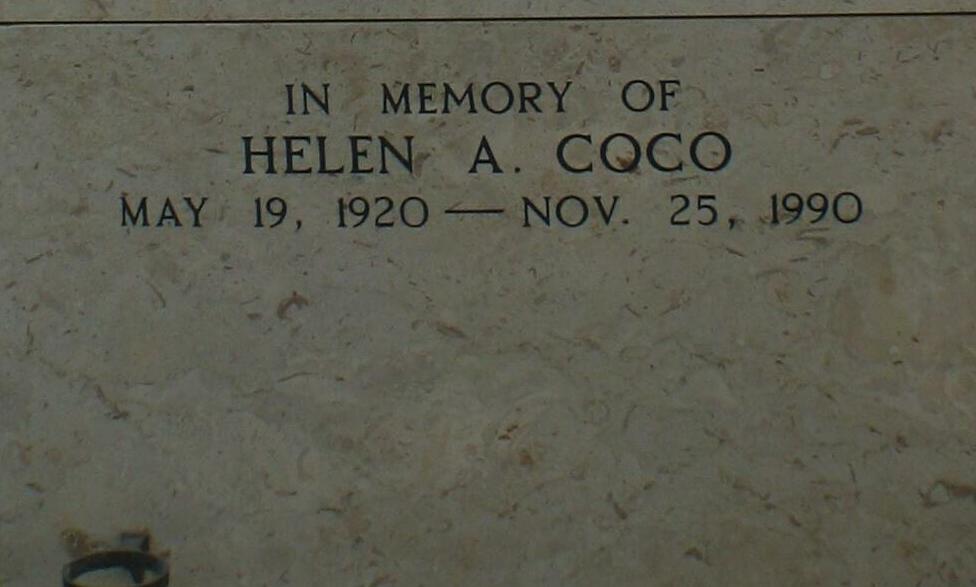 IN MEMORY OF
HELEN A. COCO
MAY 19, 1920 — NOV. 25, 1990